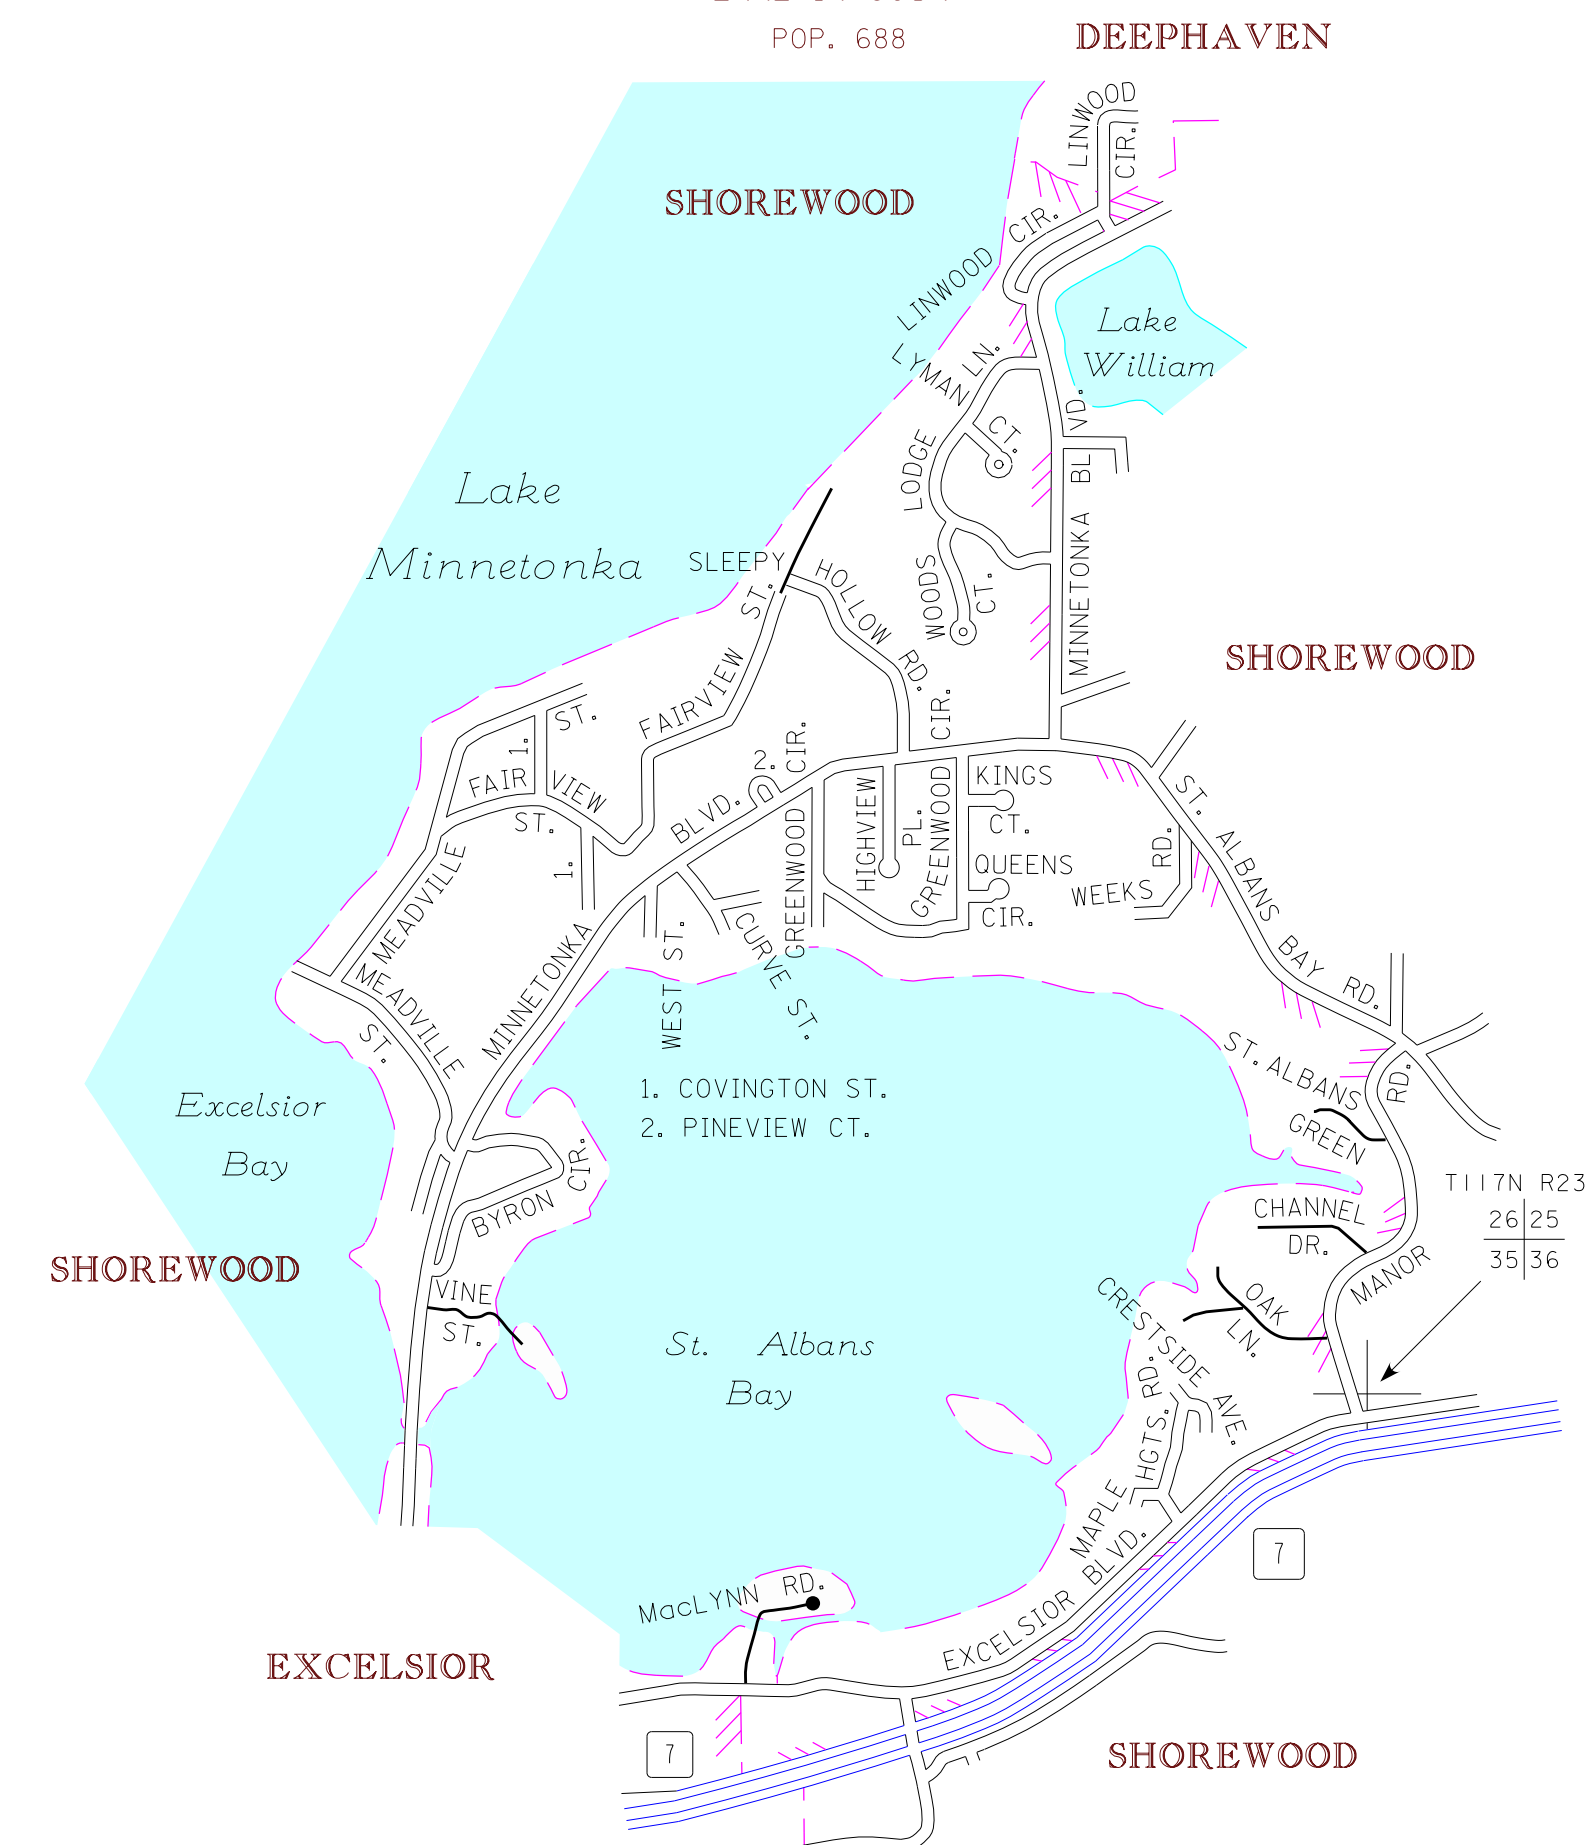 POP. 688
DEEPHAVEN
LINWOOD
CIR.
SHOREWOOD
LINWOOD CIR.
Lake
William
LYMAN LN.
CT.
LODGE
MINNETONKA BLVD.
Lake
Minnetonka
SLEEPY
HOLLOW RD.
WOODS
CT.
FAIRVIEW ST.
SHOREWOOD
1.
ST.
FAIR VIEW
ST.
1.
2.
CIR.
GREENWOOD
CIR.
GREENWOOD
HIGHVIEW
PL.
KINGS
CT.
QUEENS
CIR.
WEEKS RD.
ST. ALBANS BAY RD.
MINNETONKA BLVD.
MEADVILLE
MEADVILLE
ST.
WEST ST.
CURVE ST.
1. COVINGTON ST.
2. PINEVIEW CT.
ST. ALBANS
GREEN
RD.
Excelsior
Bay
BYRON CIR.
T117N R23
26 25
35 36
CHANNEL
DR.
MANOR
SHOREWOOD
VINE
ST.
OAK
LN.
CRESTSIDE AVE.
St. Albans
Bay
MAPLE HGTS. RD.
7
MacLYNN RD.
EXCELSIOR BLVD.
EXCELSIOR
7
SHOREWOOD